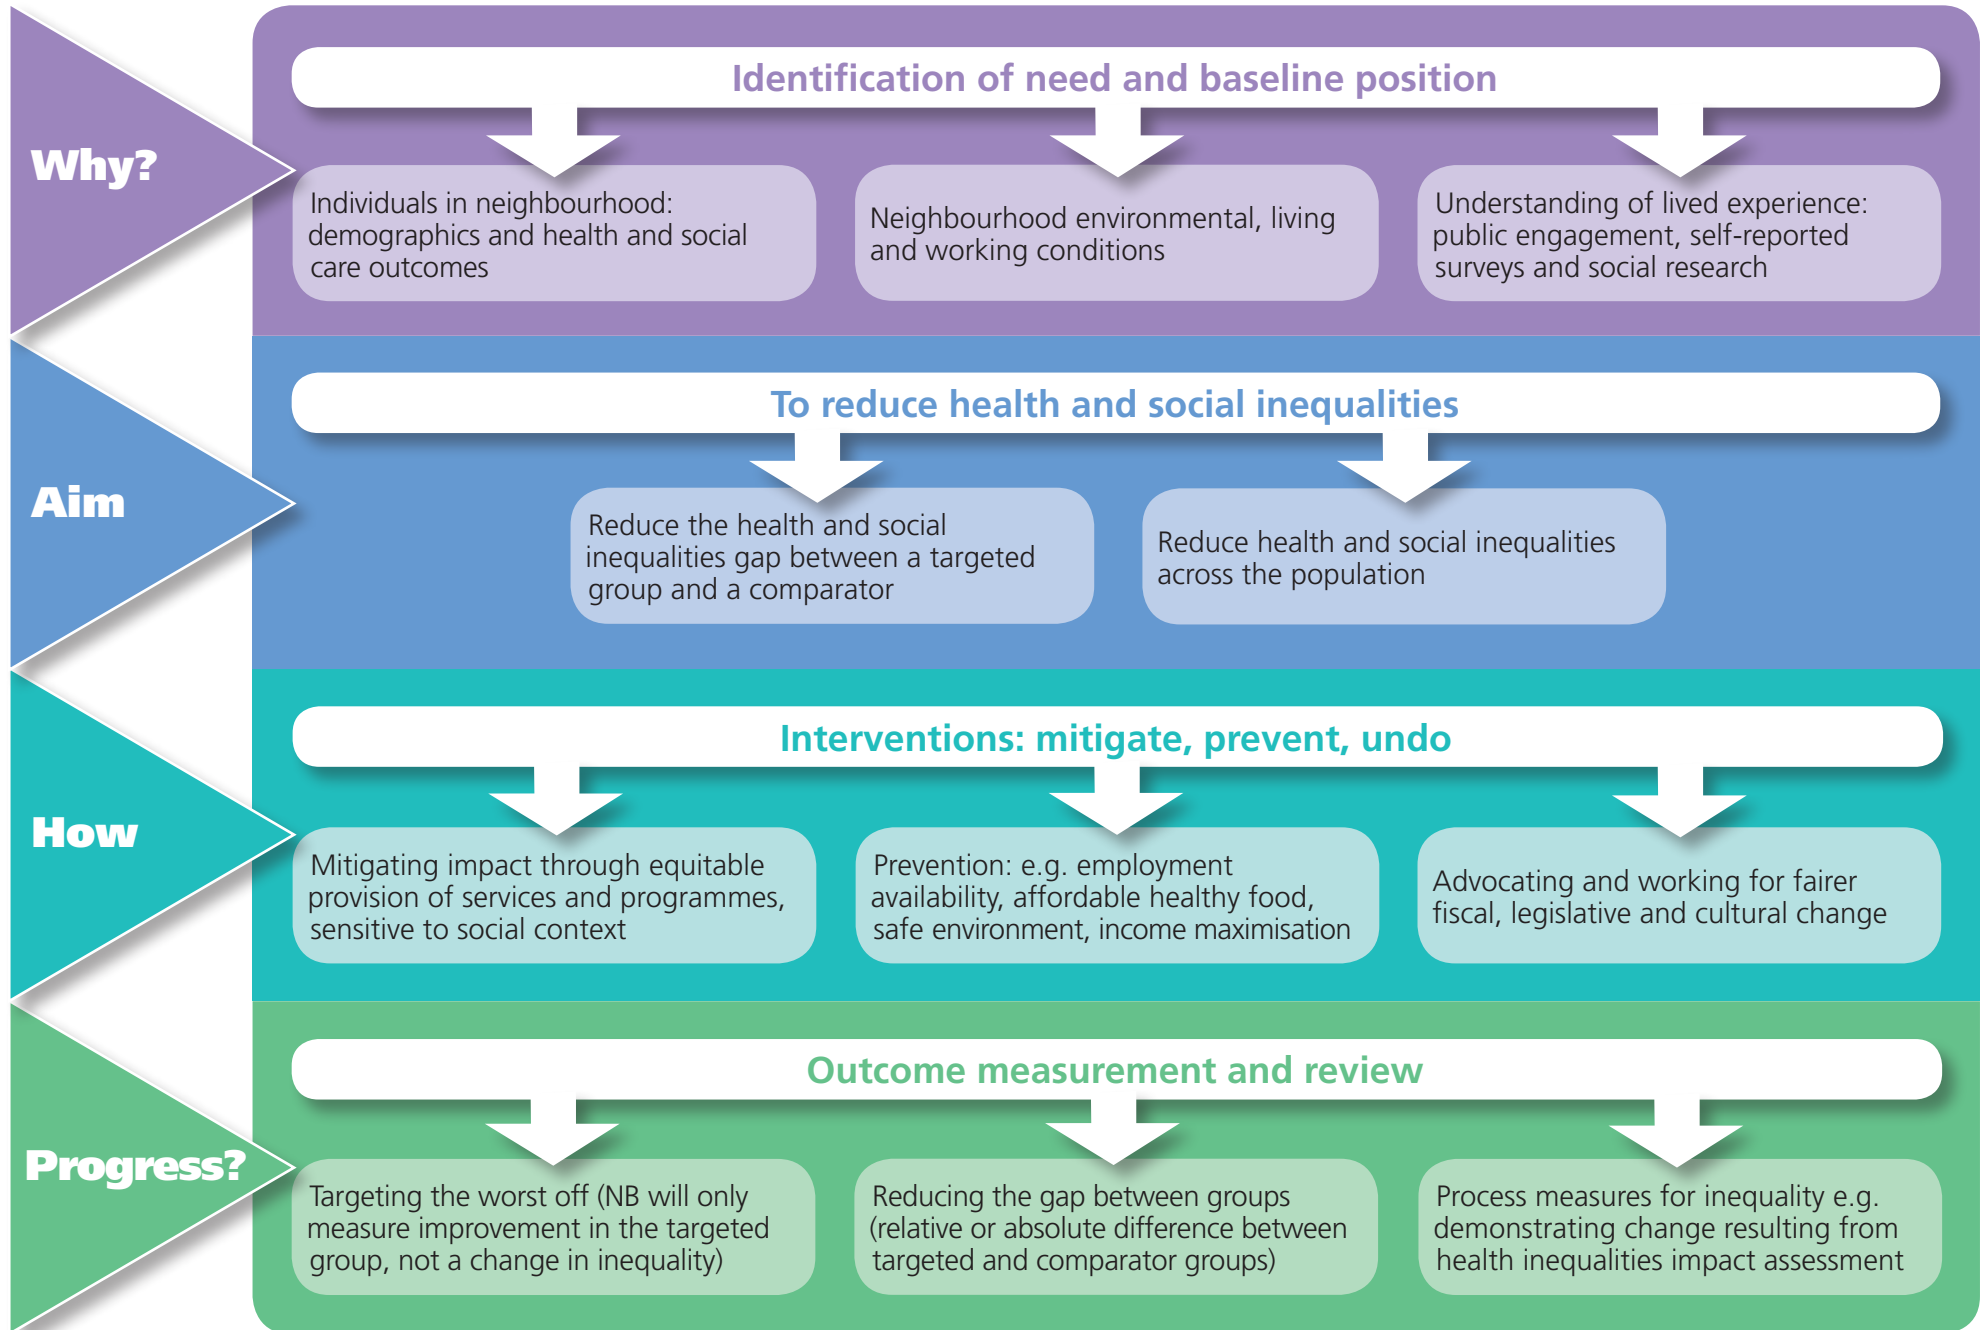 Why?
Identification of need and baseline position
Individuals in neighbourhood:
demographics and health and social
care outcomes
Neighbourhood environmental, living
and working conditions
Understanding of lived experience:
public engagement, self-reported
surveys and social research
Aim
To reduce health and social inequalities
Reduce the health and social
inequalities gap between a targeted
group and a comparator
Reduce health and social inequalities
across the population
How
Interventions: mitigate, prevent, undo
Mitigating impact through equitable
provision of services and programmes,
sensitive to social context
Prevention: e.g. employment
availability, affordable healthy food,
safe environment, income maximisation
Advocating and working for fairer
fiscal, legislative and cultural change
Progress?
Outcome measurement and review
Targeting the worst off (NB will only
measure improvement in the targeted
group, not a change in inequality)
Reducing the gap between groups
(relative or absolute difference between
targeted and comparator groups)
Process measures for inequality e.g.
demonstrating change resulting from
health inequalities impact assessment